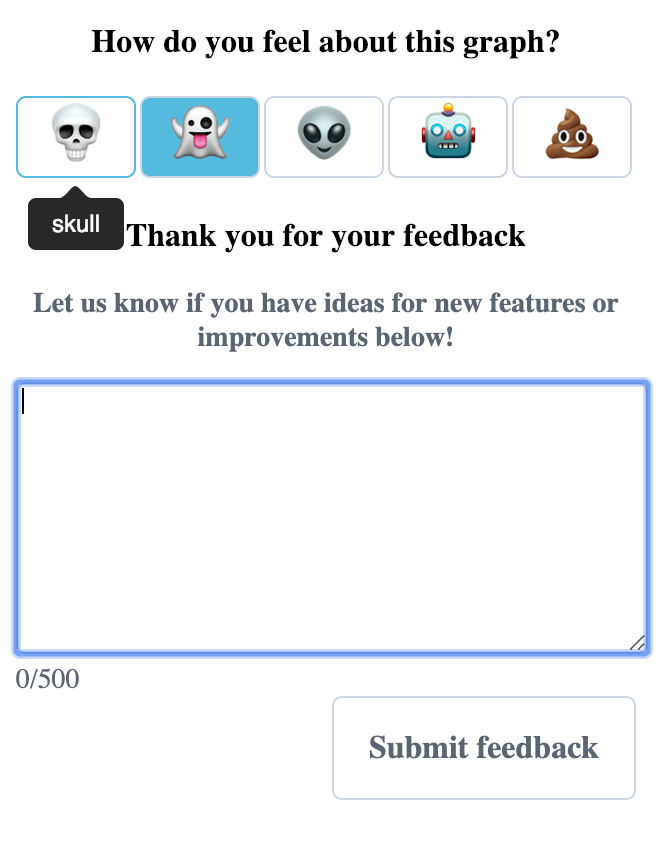 How do you feel about this graph?
skull
Thank you for your feedback
Let us know if you have ideas for new features or
improvements below!
0/500
Submit feedback